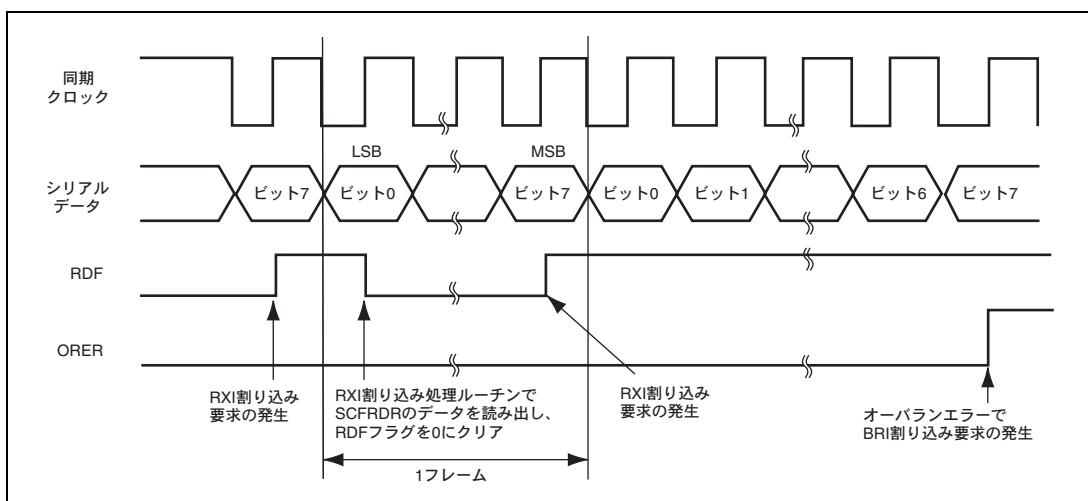 同期
クロック
LSB
MSB
シリアル
データ
ビット7
ビット0
ビット7
ビット0
ビット1
ビット6
ビット7
RDF
ORER
RXI割り込み
要求の発生
RXI割り込み処理ルーチンで
SCFRDRのデータを読み出し、
RDFフラグを0にクリア
RXI割り込み
要求の発生
オーバランエラーで
BRI割り込み要求の発生
1フレーム